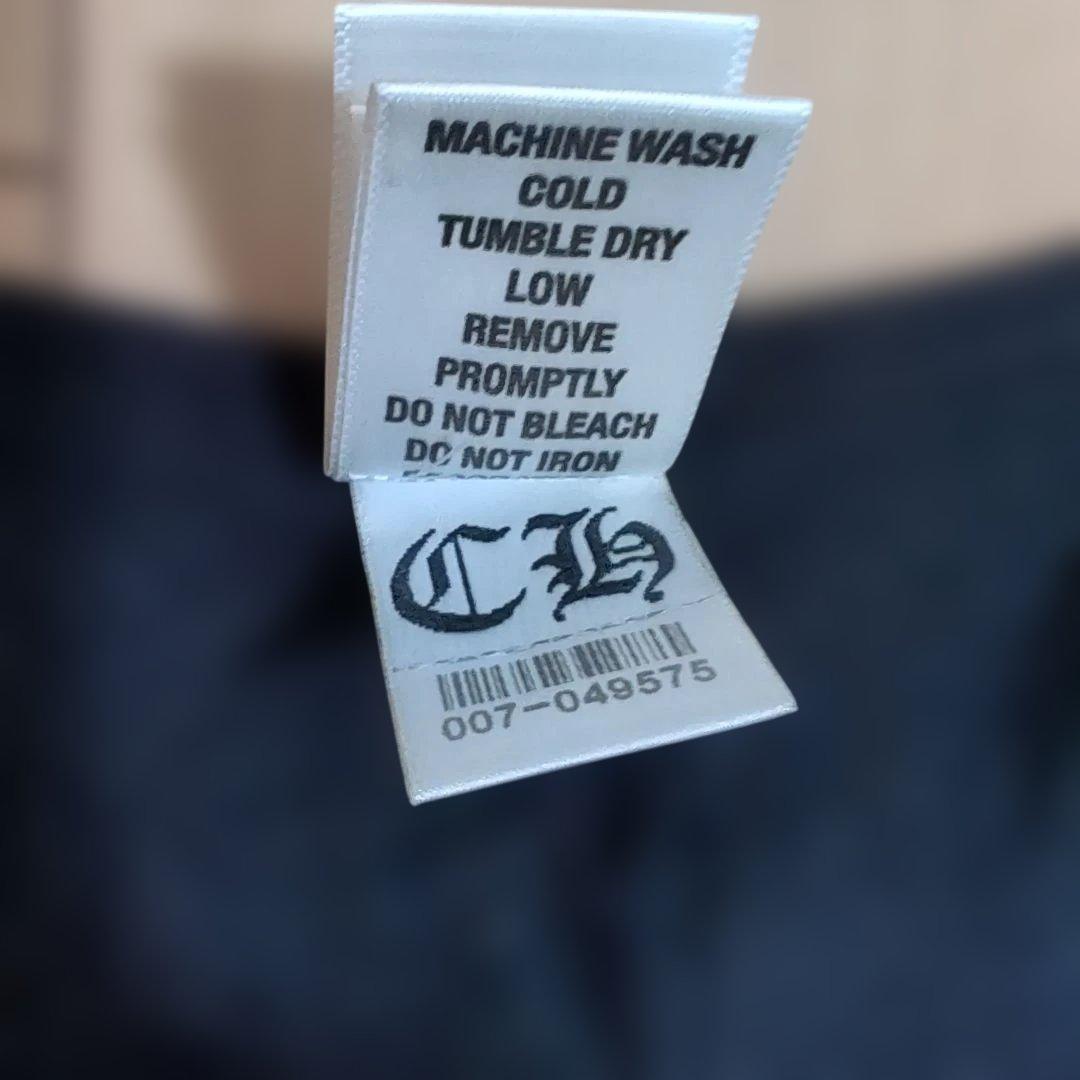 MACHINE WASH
COLD
TUMBLE DRY
LOW
REMOVE
PROMPTLY
DO NOT BLEACH
DO NOT IRON
CH
007-049575